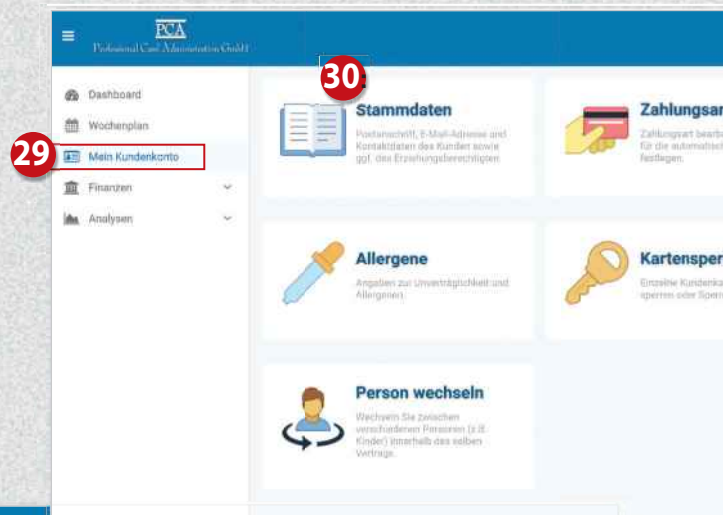 PCA
Professional Card Administration GmbH
30:
Dashboard
Wochenplan
29
Mein Kundenkonto
Finanzen
Analysen
Stammdaten
Postanschrift, E-Mail-Adresse und
Kontaktdaten des Kunden sowie
ggf. des Erziehungsberechtigten.
Zahlungsar
Zahlungsart bearb
für die automatisch
festlegen.
Allergene
Angaben zur Unverträglichkeit und
Allergenen.
Kartensper
Einzelne Kundenka
sperren oder Sperr
Person wechseln
Wechseln Sie zwischen
verschiedenen Personen (z.B.
Kinder) innerhalb des selben
Vertrags.